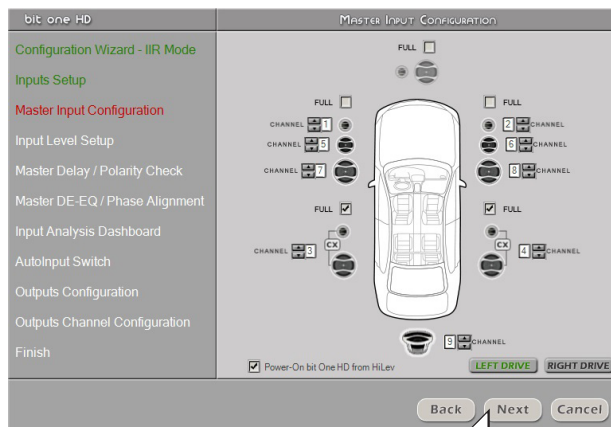 bit one HD
Master Input Configuration
Configuration Wizard - IIR Mode
Inputs Setup
Master Input Configuration
Input Level Setup
Master Delay / Polarity Check
Master DE-EQ / Phase Alignment
Input Analysis Dashboard
AutoInput Switch
Outputs Configuration
Outputs Channel Configuration
Finish
FULL
FULL
FULL
CHANNEL 1
2 CHANNEL
CHANNEL 5
6 CHANNEL
CHANNEL 7
8 CHANNEL
FULL
FULL
CX
CX
CHANNEL 3
4 CHANNEL
9 CHANNEL
Power-On bit One HD from HiLev
LEFT DRIVE
RIGHT DRIVE
Back
Next
Cancel